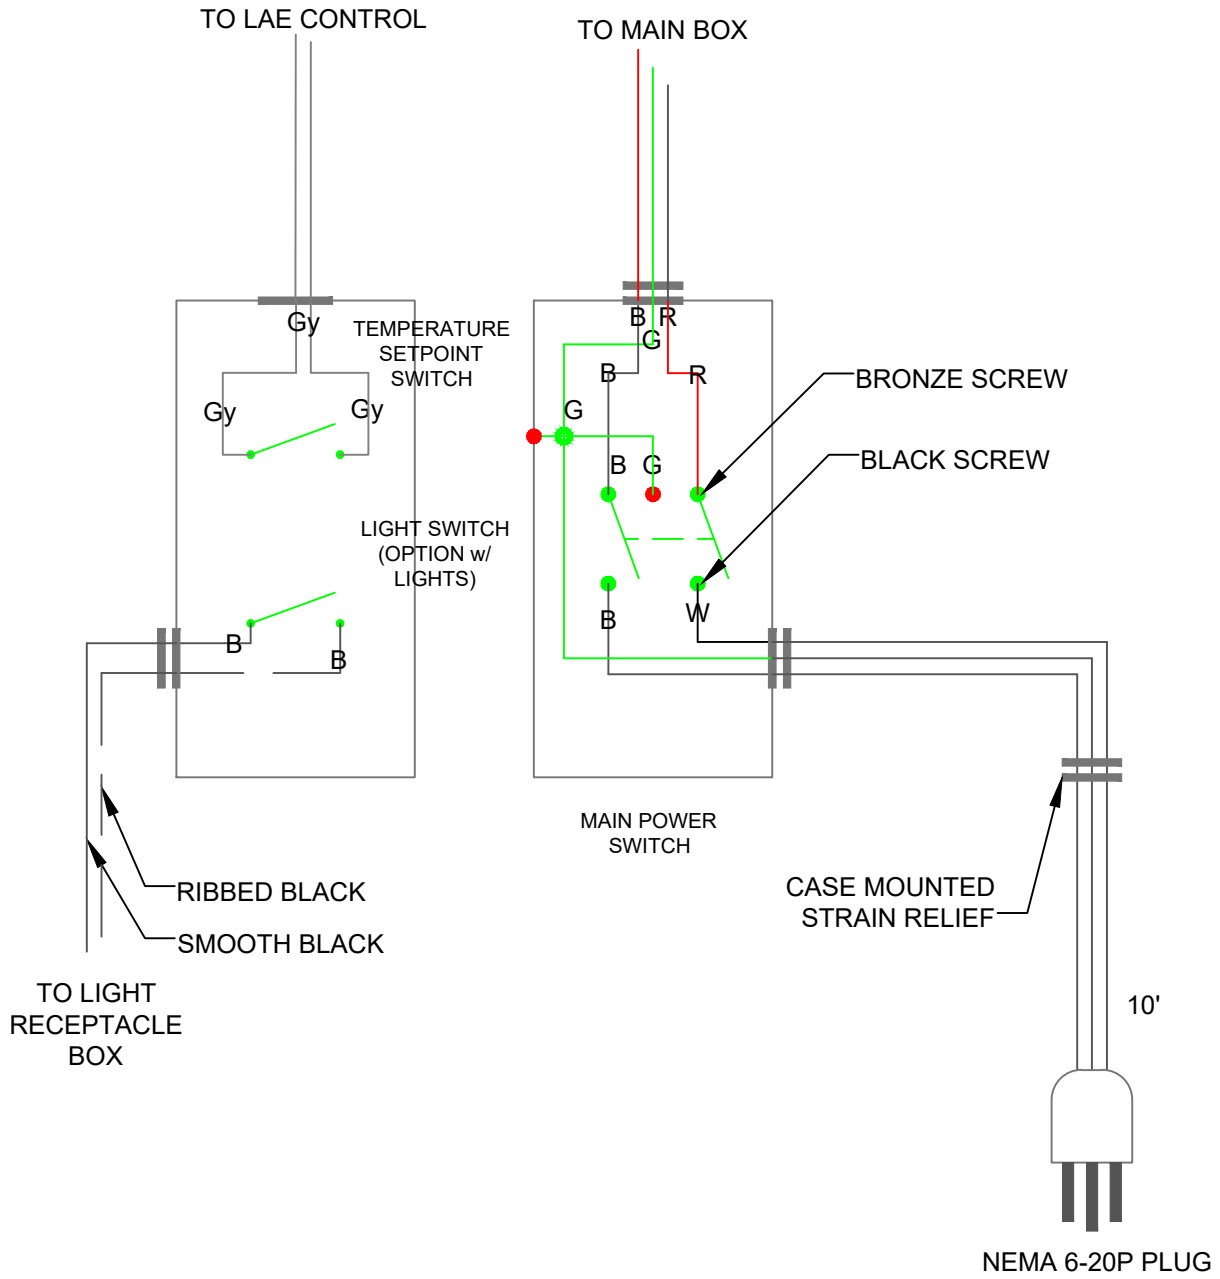 TO LAE CONTROL
TO MAIN BOX
Gy
TEMPERATURE
SETPOINT
SWITCH
Gy
Gy
B
R
G
B
R
BRONZE SCREW
G
B
G
BLACK SCREW
LIGHT SWITCH
(OPTION w/
LIGHTS)
B
B
B
W
MAIN POWER
SWITCH
RIBBED BLACK
SMOOTH BLACK
CASE MOUNTED
STRAIN RELIEF
TO LIGHT
RECEPTACLE
BOX
10'
NEMA 6-20P PLUG